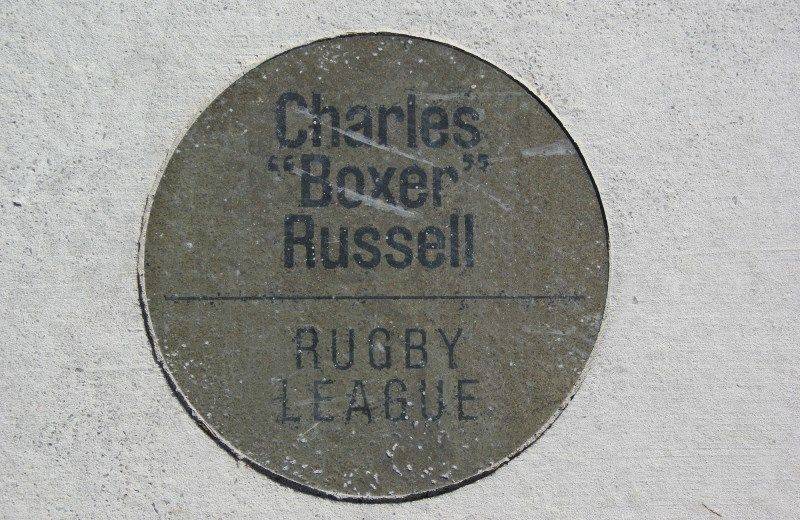 Charles
“Boxer”
Russell
RUGBY
LEAGUE